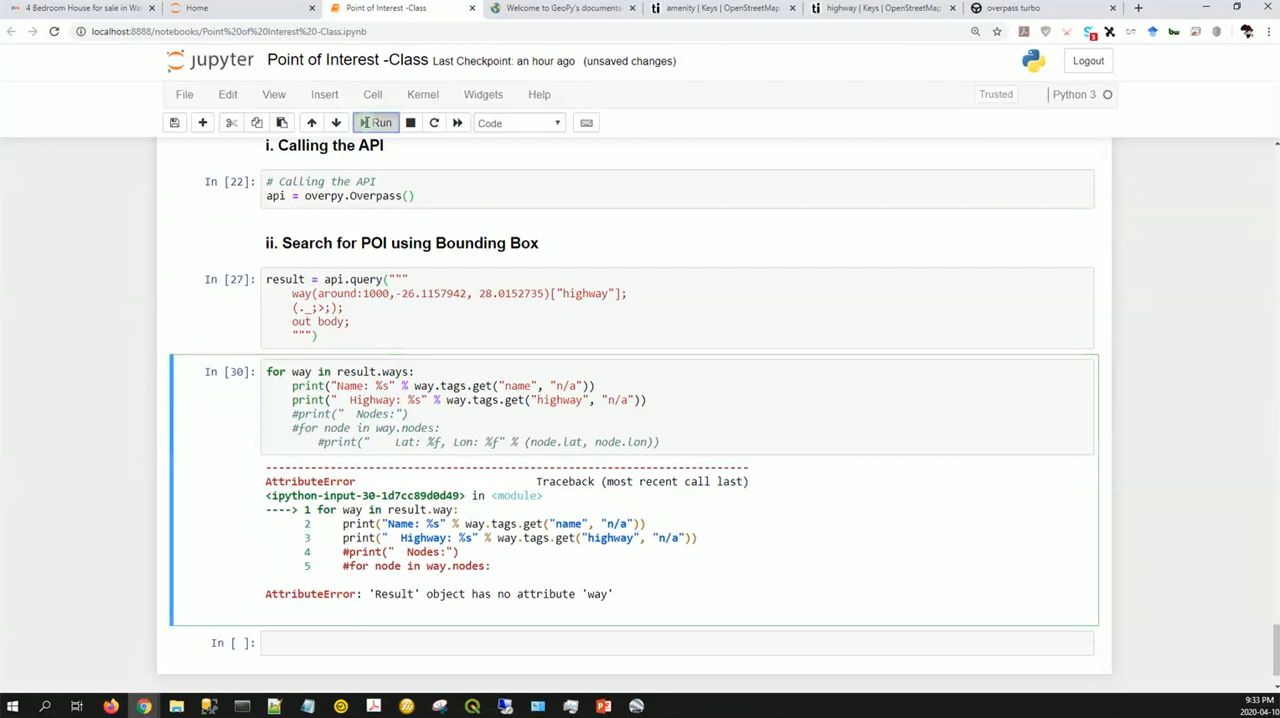 4 Bedroom House for sale in Wa
Home
Point of Interest -Class
Welcome to GeoPy's documenta
amenity | Keys | OpenStreetMap
highway | Keys | OpenStreetMap
overpass turbo
localhost:8888/notebooks/Point%20of%20Interest%20-Class.ipynb
jupyter Point of Interest -Class Last Checkpoint: an hour ago (unsaved changes)
Logout
File Edit View Insert Cell Kernel Widgets Help
Trusted
Python 3
Run
Code
i. Calling the API
In [22]: # Calling the API
api = overpy.Overpass()
ii. Search for POI using Bounding Box
In [27]: result = api.query("""
way(around:1000,-26.1157942, 28.0152735)["highway"];
(._;>;);
out body;
""")
In [30]: for way in result.ways:
print("Name: %s" % way.tags.get("name", "n/a"))
print("  Highway: %s" % way.tags.get("highway", "n/a"))
#print("  Nodes:")
#for node in way.nodes:
#print("    Lat: %f, Lon: %f" % (node.lat, node.lon))
---------------------------------------------------------------------------
AttributeError                            Traceback (most recent call last)
<ipython-input-30-1d7cc89d0d49> in <module>
----> 1 for way in result.way:
2     print("Name: %s" % way.tags.get("name", "n/a"))
3     print("  Highway: %s" % way.tags.get("highway", "n/a"))
4     #print("  Nodes:")
5     #for node in way.nodes:
AttributeError: 'Result' object has no attribute 'way'
In [ ]:
9:33 PM
2020-04-10